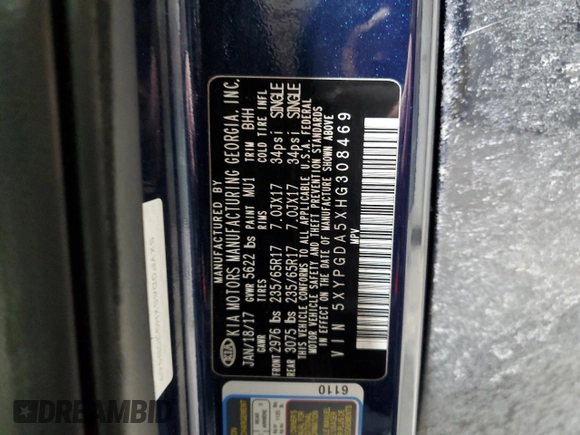 MANUFACTURED BY
KIA MOTORS MANUFACTURING GEORGIA, INC.
JAN/18/17 GVWR 5622 lbs PAINT MU1 TRIM BHH
GAWR TIRES RIMS COLD TIRE INFL
FRONT 2976 lbs 235/65R17 7.0JX17 34psi SINGLE
REAR 3075 lbs 235/65R17 7.0JX17 34psi SINGLE
THIS VEHICLE CONFORMS TO ALL APPLICABLE U.S.A. FEDERAL
MOTOR VEHICLE SAFETY AND THEFT PREVENTION STANDARDS
IN EFFECT ON THE DATE OF MANUFACTURE SHOWN ABOVE
VIN 5XYPGDA5XHG308469
MPV
KIA
6110
DREAMBID